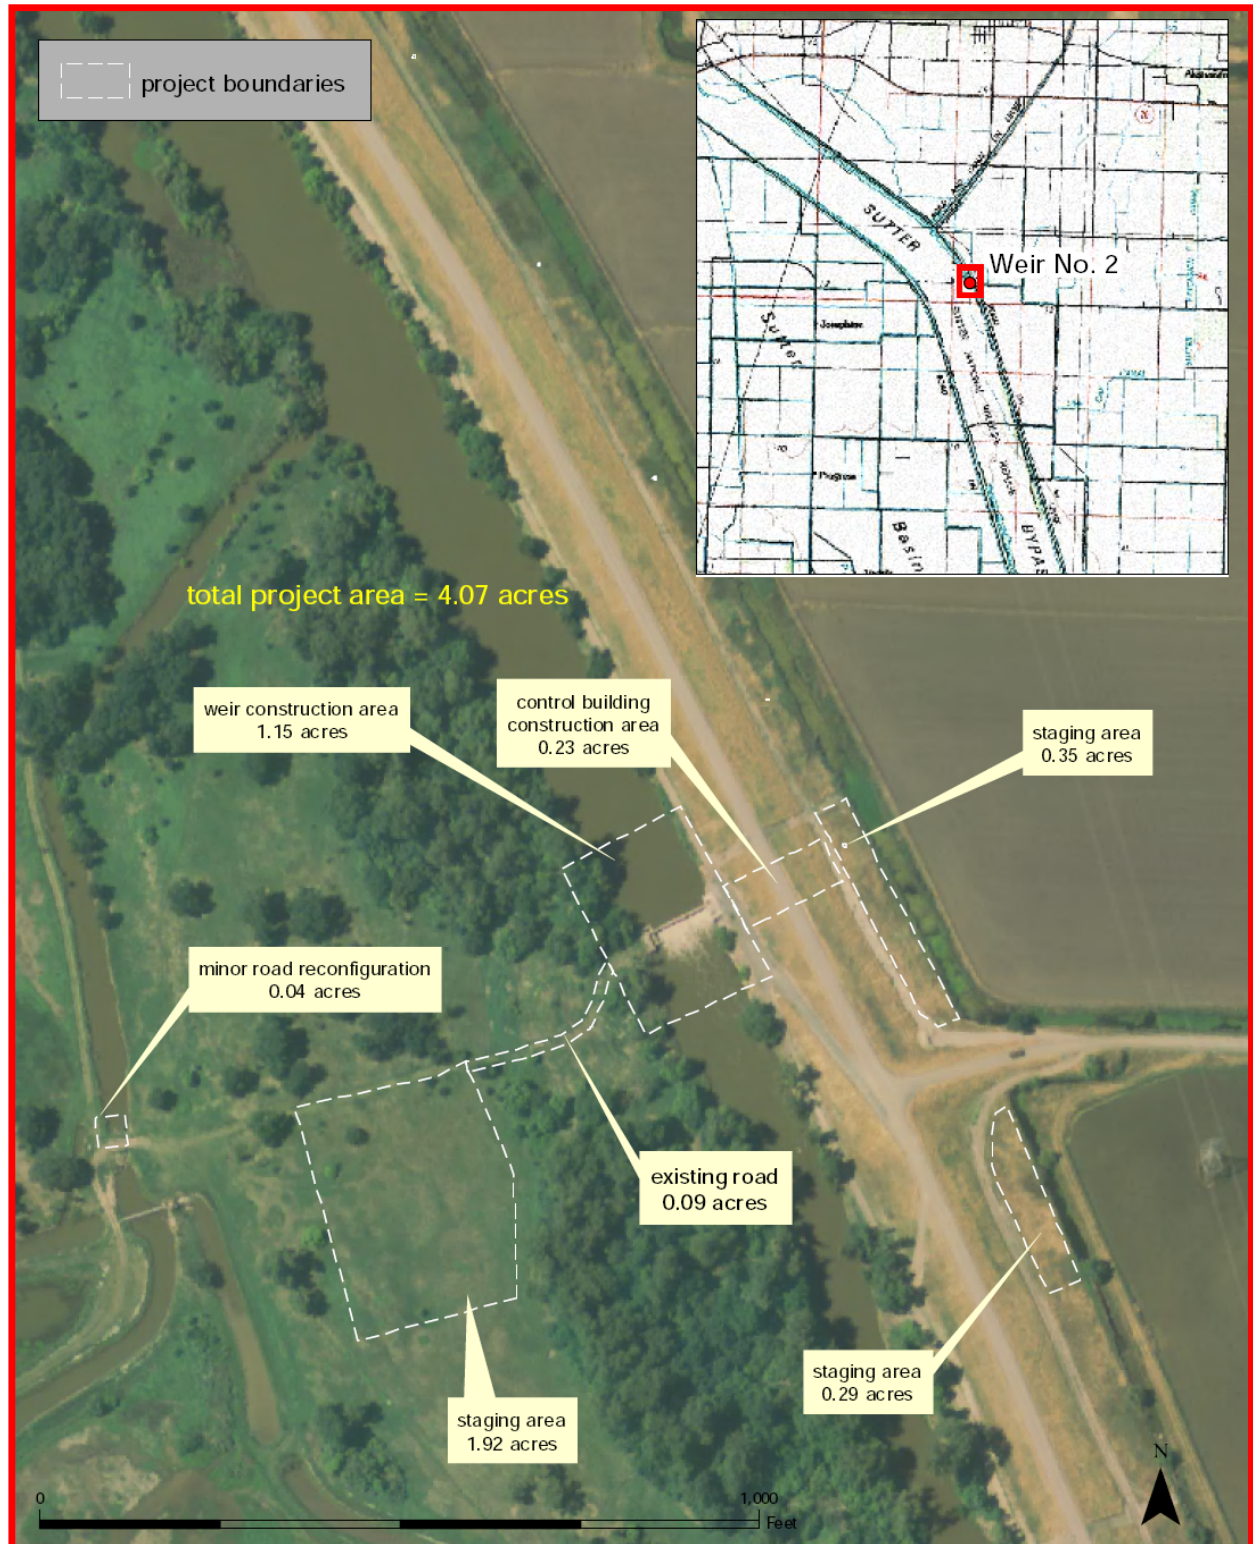 project boundaries
SUTTER
Weir No. 2
20
Sutter
Josephine
Progress
Basin
total project area = 4.07 acres
weir construction area
1.15 acres
control building
construction area
0.23 acres
staging area
0.35 acres
minor road reconfiguration
0.04 acres
existing road
0.09 acres
staging area
0.29 acres
staging area
1.92 acres
N
0
1,000
Feet